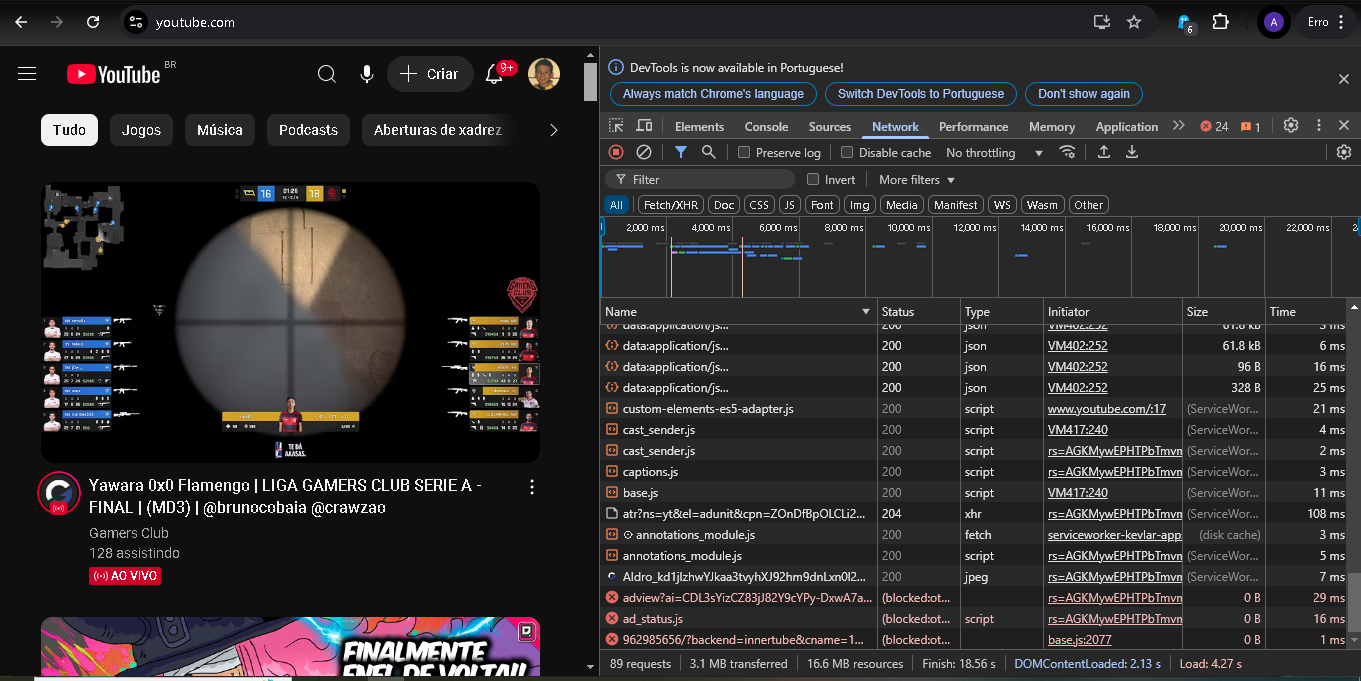 youtube.com
6
A
Erro
YouTube BR
Criar
9+
Tudo
Jogos
Música
Podcasts
Aberturas de xadrez
16
01:25
18
TE DÁ
AAASAS.
Yawara 0x0 Flamengo | LIGA GAMERS CLUB SERIE A -
FINAL | (MD3) | @brunocobaia @crawzao
Gamers Club
128 assistindo
AO VIVO
FINALMENTE
ENEL DE VOLTA!!
DevTools is now available in Portuguese!
Always match Chrome's language
Switch DevTools to Portuguese
Don't show again
Elements
Console
Sources
Network
Performance
Memory
Application
24
1
Preserve log
Disable cache
No throttling
Filter
Invert
More filters
All
Fetch/XHR
Doc
CSS
JS
Font
Img
Media
Manifest
WS
Wasm
Other
2,000 ms
4,000 ms
6,000 ms
8,000 ms
10,000 ms
12,000 ms
14,000 ms
16,000 ms
18,000 ms
20,000 ms
22,000 ms
2
Name Status Type Initiator Size Time
data:application/js... 200 json VM402:252 61.8 kB 3 ms
data:application/js... 200 json VM402:252 61.8 kB 6 ms
data:application/js... 200 json VM402:252 96 B 16 ms
data:application/js... 200 json VM402:252 328 B 25 ms
custom-elements-es5-adapter.js 200 script www.youtube.com/:17 (ServiceWor... 21 ms
cast_sender.js 200 script VM417:240 (ServiceWor... 4 ms
cast_sender.js 200 script rs=AGKMywEPHTPbTmvn (ServiceWor... 2 ms
captions.js 200 script rs=AGKMywEPHTPbTmvn (ServiceWor... 3 ms
base.js 200 script VM417:240 (ServiceWor... 11 ms
atr?ns=yt&el=adunit&cpn=ZOnDfBpOLCLi2... 204 xhr rs=AGKMywEPHTPbTmvn (ServiceWor... 108 ms
annotations_module.js 200 fetch serviceworker-kevlar-app (disk cache) 3 ms
annotations_module.js 200 script rs=AGKMywEPHTPbTmvn (ServiceWor... 5 ms
AIdro_kd1jlzhwYJkaa3tvyhXJ92hm9dnLxn0l2... 200 jpeg rs=AGKMywEPHTPbTmvn (ServiceWor... 7 ms
adview?ai=CDL3sYizCZ83jJ82Y9cYPy-DxwA7a... (blocked:ot... rs=AGKMywEPHTPbTmvn 0 B 29 ms
ad_status.js (blocked:ot... script rs=AGKMywEPHTPbTmvn 0 B 16 ms
962985656/?backend=innertube&cname=1... (blocked:ot... base.js:2077 0 B 1 ms
89 requests
3.1 MB transferred
16.6 MB resources
Finish: 18.56 s
DOMContentLoaded: 2.13 s
Load: 4.27 s